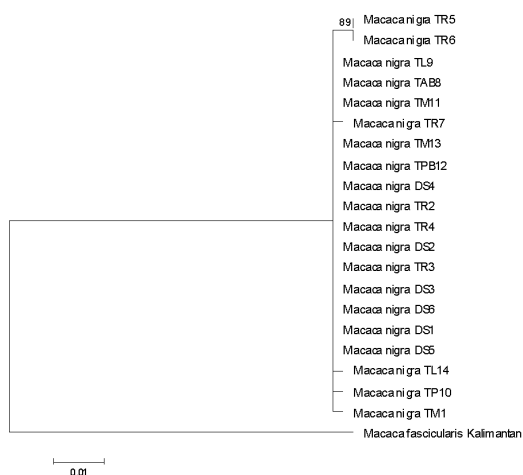 89
Macaca nigra TR5
Macaca nigra TR6
Macaca nigra TL9
Macaca nigra TAB8
Macaca nigra TM11
Macaca nigra TR7
Macaca nigra TM13
Macaca nigra TPB12
Macaca nigra DS4
Macaca nigra TR2
Macaca nigra TR4
Macaca nigra DS2
Macaca nigra TR3
Macaca nigra DS3
Macaca nigra DS6
Macaca nigra DS1
Macaca nigra DS5
Macaca nigra TL14
Macaca nigra TP10
Macaca nigra TM1
Macaca fascicularis Kalimantan
0.01